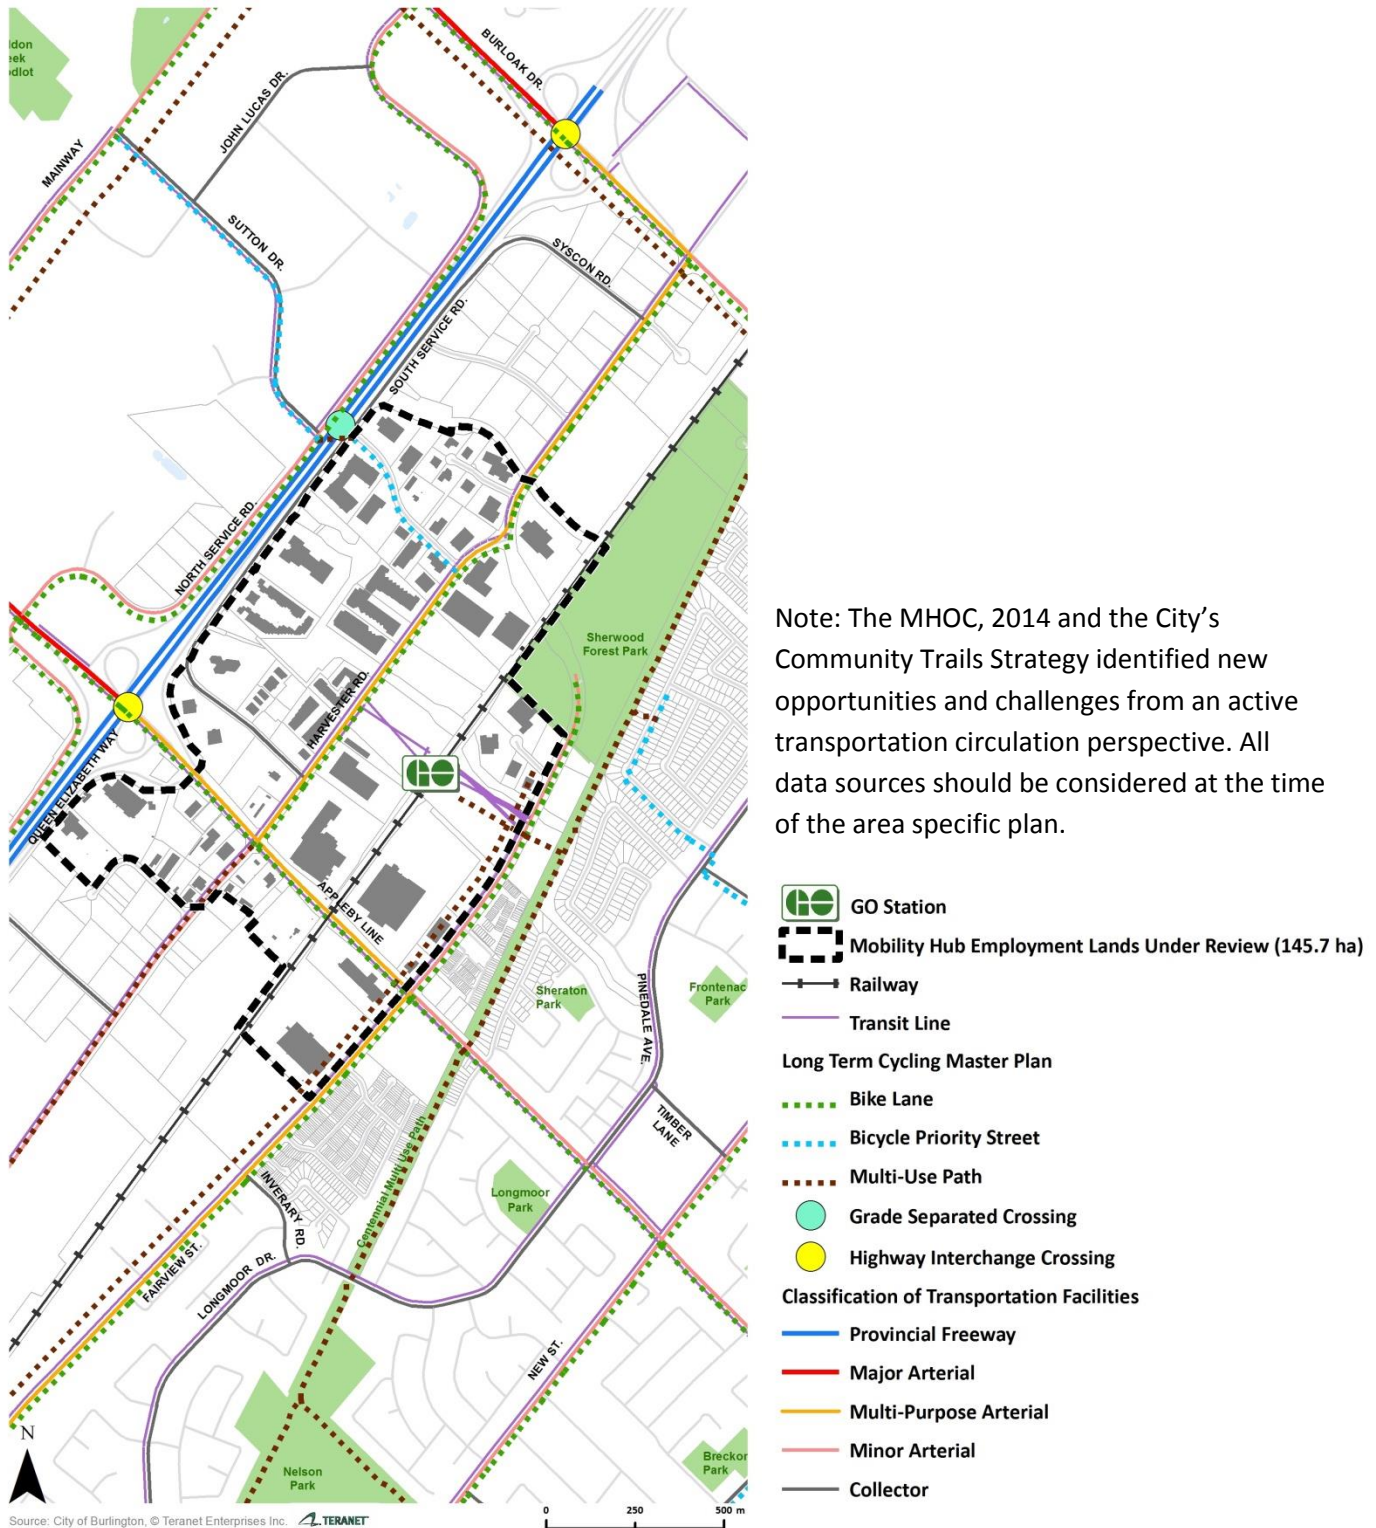 BURLOAK DR.
JOHN LUCAS DR.
MAINWAY
SUTTON DR.
SYSCON RD.
SOUTH SERVICE RD.
NORTH SERVICE RD.
Sherwood
Forest Park
HARVESTER RD.
GO
QUEEN ELIZABETH WAY
APPLEBY LINE
Sheraton
Park
PINEDALE AVE.
Frontenac
Park
TIMBER
LANE
Centennial Multi Use Path
INVERARY RD.
Longmoor
Park
FAIRVIEW ST.
LONGMOOR DR.
NEW ST.
N
Nelson
Park
Breckon
Park
Source: City of Burlington, © Teranet Enterprises Inc. TERANET
0 250 500 m
Note: The MHOC, 2014 and the City’s
Community Trails Strategy identified new
opportunities and challenges from an active
transportation circulation perspective. All
data sources should be considered at the time
of the area specific plan.
GO GO Station
Mobility Hub Employment Lands Under Review (145.7 ha)
Railway
Transit Line
Long Term Cycling Master Plan
Bike Lane
Bicycle Priority Street
Multi-Use Path
Grade Separated Crossing
Highway Interchange Crossing
Classification of Transportation Facilities
Provincial Freeway
Major Arterial
Multi-Purpose Arterial
Minor Arterial
Collector